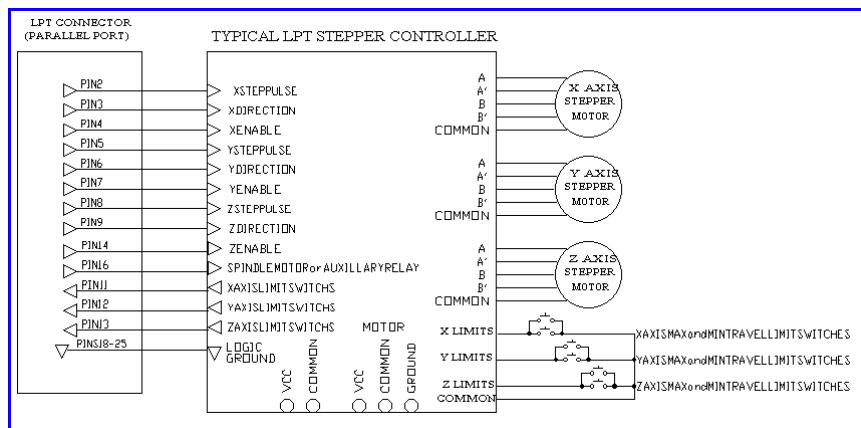 LPT CONNECTOR
(PARALLEL PORT)
TYPICAL LPT STEPPER CONTROLLER
PIN2
XSTEPPULSE
PIN3
XDIRECTION
PIN4
XENABLE
PIN5
YSTEPPULSE
PIN6
YDIRECTION
PIN7
YENABLE
PIN8
ZSTEPPULSE
PIN9
ZDIRECTION
PIN14
ZENABLE
PIN16
SPINDLEMOTORorAUXILLARYRELAY
PIN11
XAXISLIMITSWITCHS
PIN12
YAXISLIMITSWITCHS
PIN13
ZAXISLIMITSWITCHS
PINS18-25
LOGIC
GROUND
MOTOR
VCC
COMMON
VCC
COMMON
GROUND
A
A'
B
B'
COMMON
X AXIS
STEPPER
MOTOR
A
A'
B
B'
COMMON
Y AXIS
STEPPER
MOTOR
A
A'
B
B'
COMMON
Z AXIS
STEPPER
MOTOR
X LIMITS
XAXISMAXandMINTRAVELLIMITSWITCHES
Y LIMITS
YAXISMAXandMINTRAVELLIMITSWITCHES
Z LIMITS
ZAXISMAXandMINTRAVELLIMITSWITCHES
COMMON